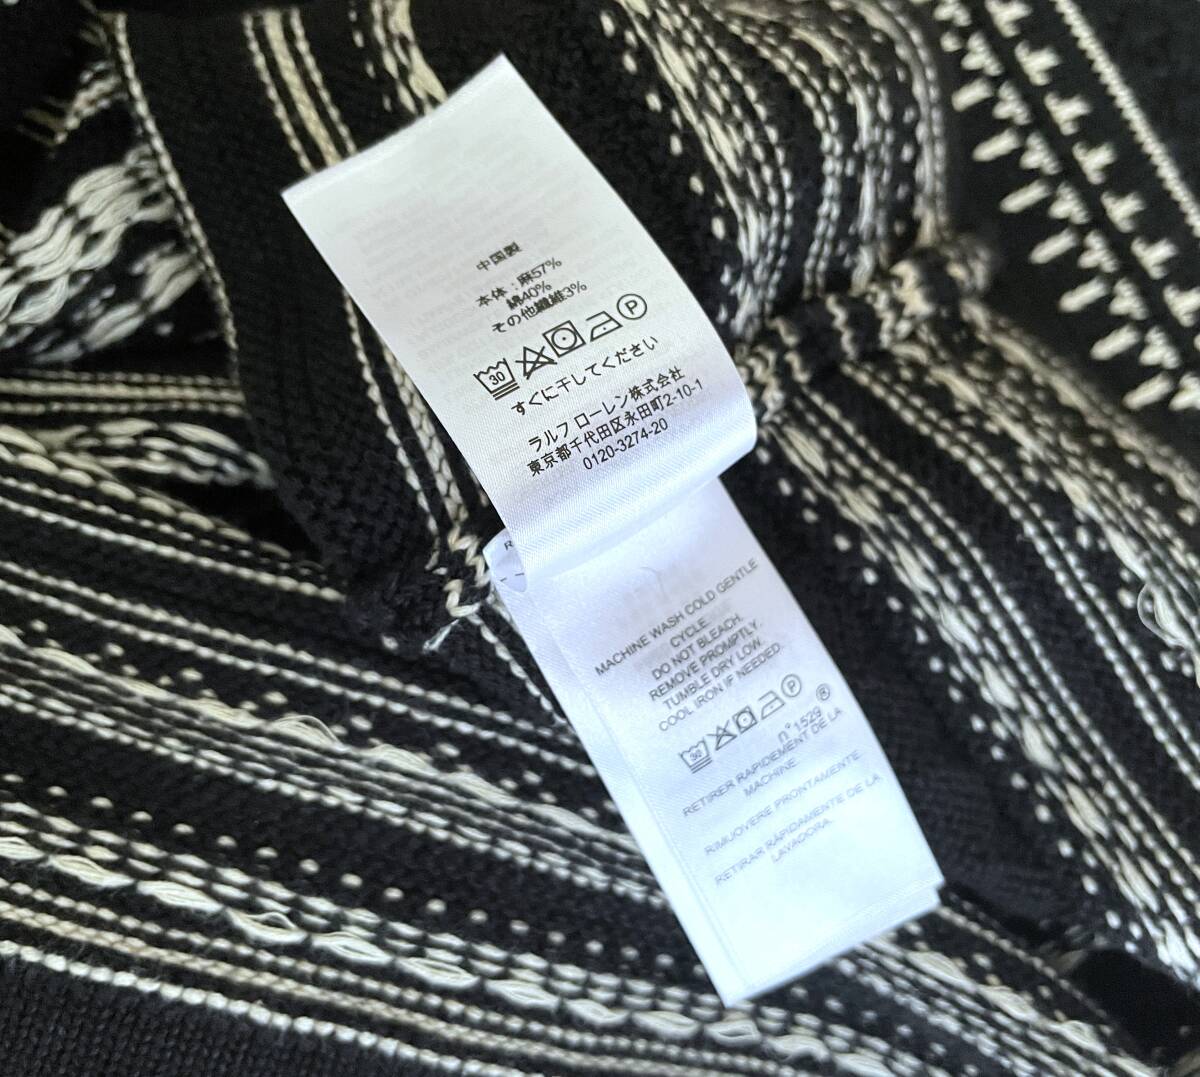 中国製
本体:麻57%
綿40%
その他繊維3%
30
P
すぐに干してください
ラルフ ローレン株式会社
東京都千代田区永田町2-10-1
0120-3274-20
R
MACHINE WASH COLD GENTLE
CYCLE.
DO NOT BLEACH.
REMOVE PROMPTLY.
TUMBLE DRY LOW.
COOL IRON IF NEEDED.
30
P
®
n° 1529
RETIRER RAPIDEMENT DE LA
MACHINE
RIMUOVERE PRONTAMENTE
RETIRAR RÁPIDAMENTE DE LA
LAVADORA.